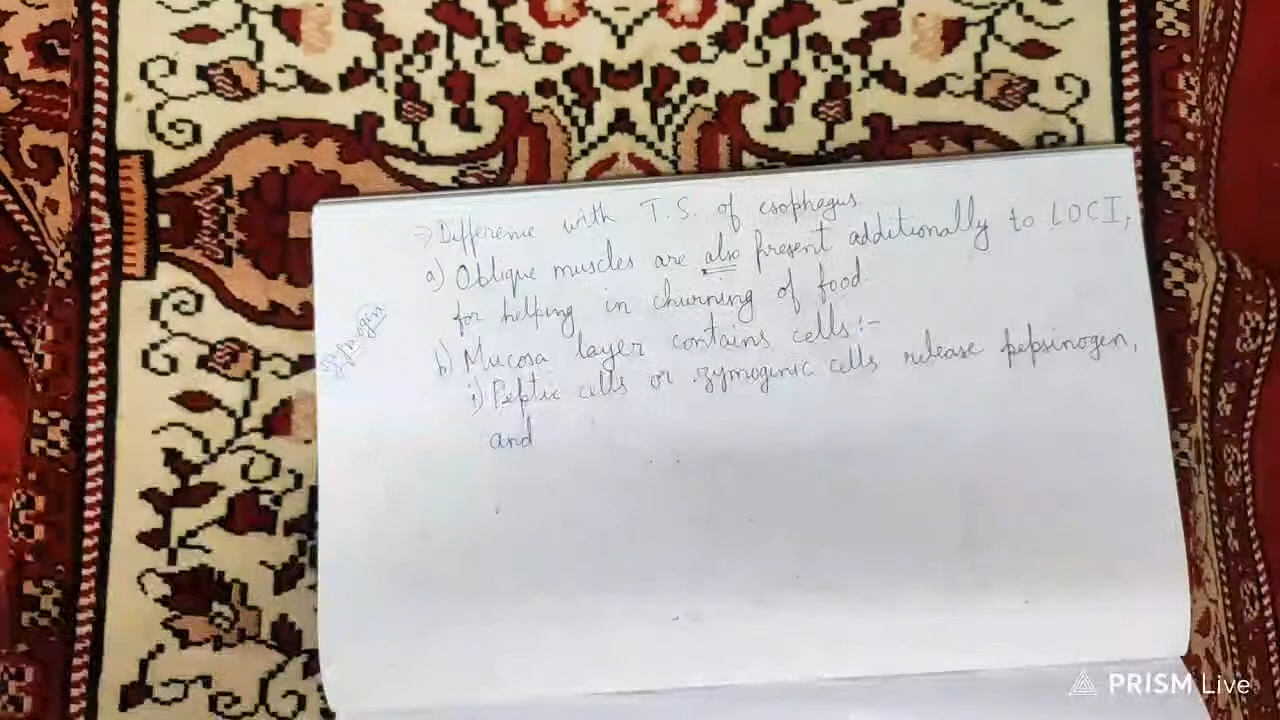 ⇒ Difference with T.S. of esophagus
a) Oblique muscles are also present additionally to LOCI,
for helping in churning of food.
b) Mucosa layer contains cells:-
i) Peptic cells or zymogenic cells release pepsinogen,
and
Zymogen
PRISM Live